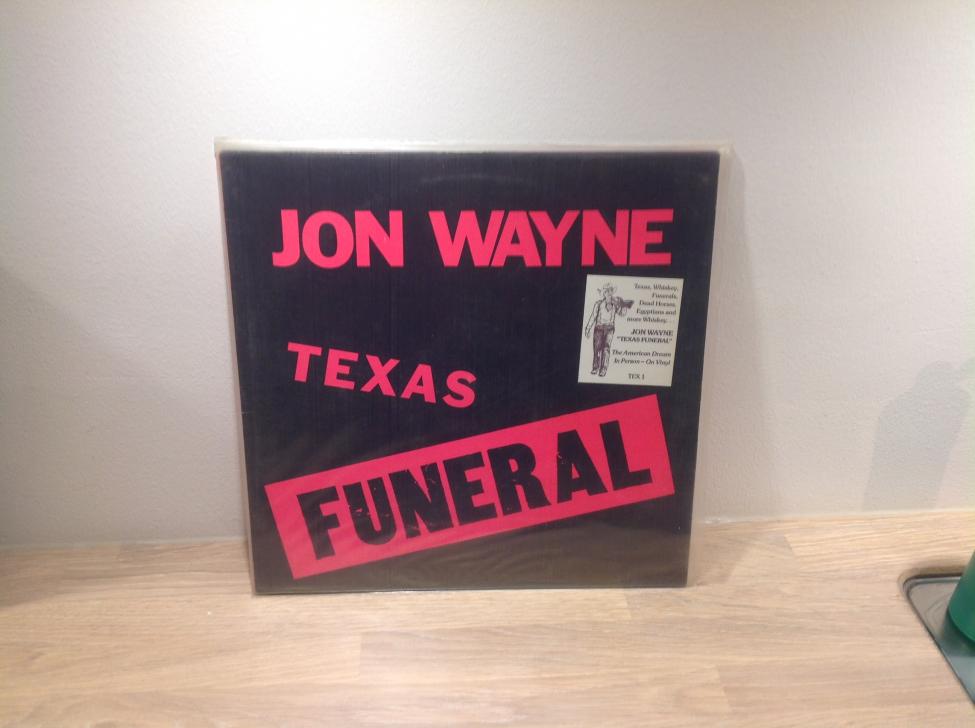 JON WAYNE
Texas, Whiskey,
Funerals,
Dead Horses,
Egyptians and
more Whiskey.
JON WAYNE
"TEXAS FUNERAL"
The American Dream
In Person – On Vinyl
TEX 1
TEXAS
FUNERAL